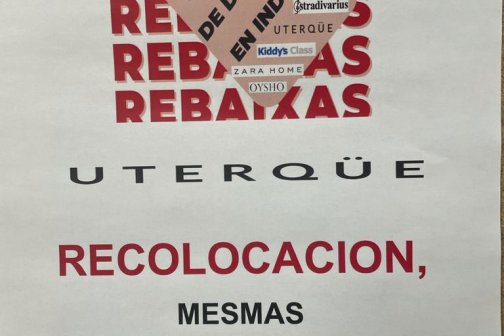 REBAIXAS
Stradivarius
DE
UTERQÜE
EN IND
Kiddy's Class
REBAIXAS
ZARA HOME
OYSHO
REBAIXAS
UTERQÜE
RECOLOCACION,
MESMAS